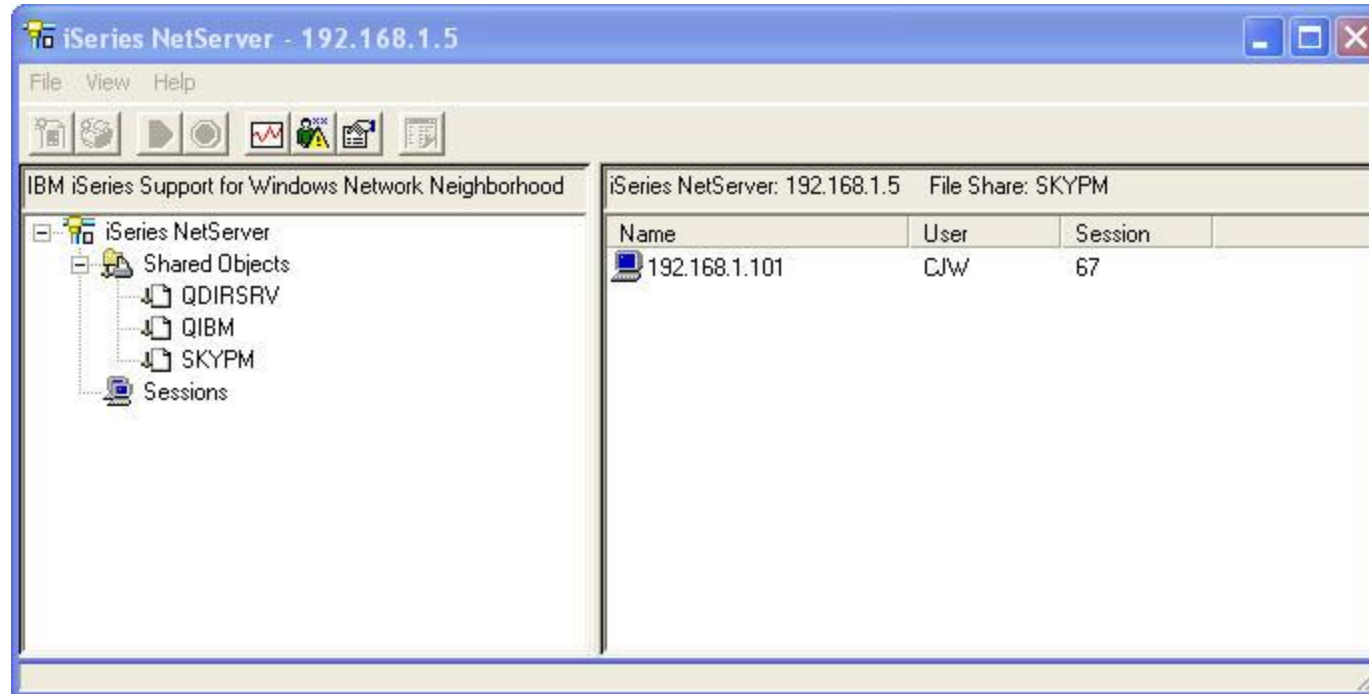 iSeries NetServer - 192.168.1.5
File View Help
IBM iSeries Support for Windows Network Neighborhood
iSeries NetServer: 192.168.1.5 File Share: SKYPM
iSeries NetServer
Shared Objects
QDIRSRV
QIBM
SKYPM
Sessions
Name User Session
192.168.1.101 CJW 67